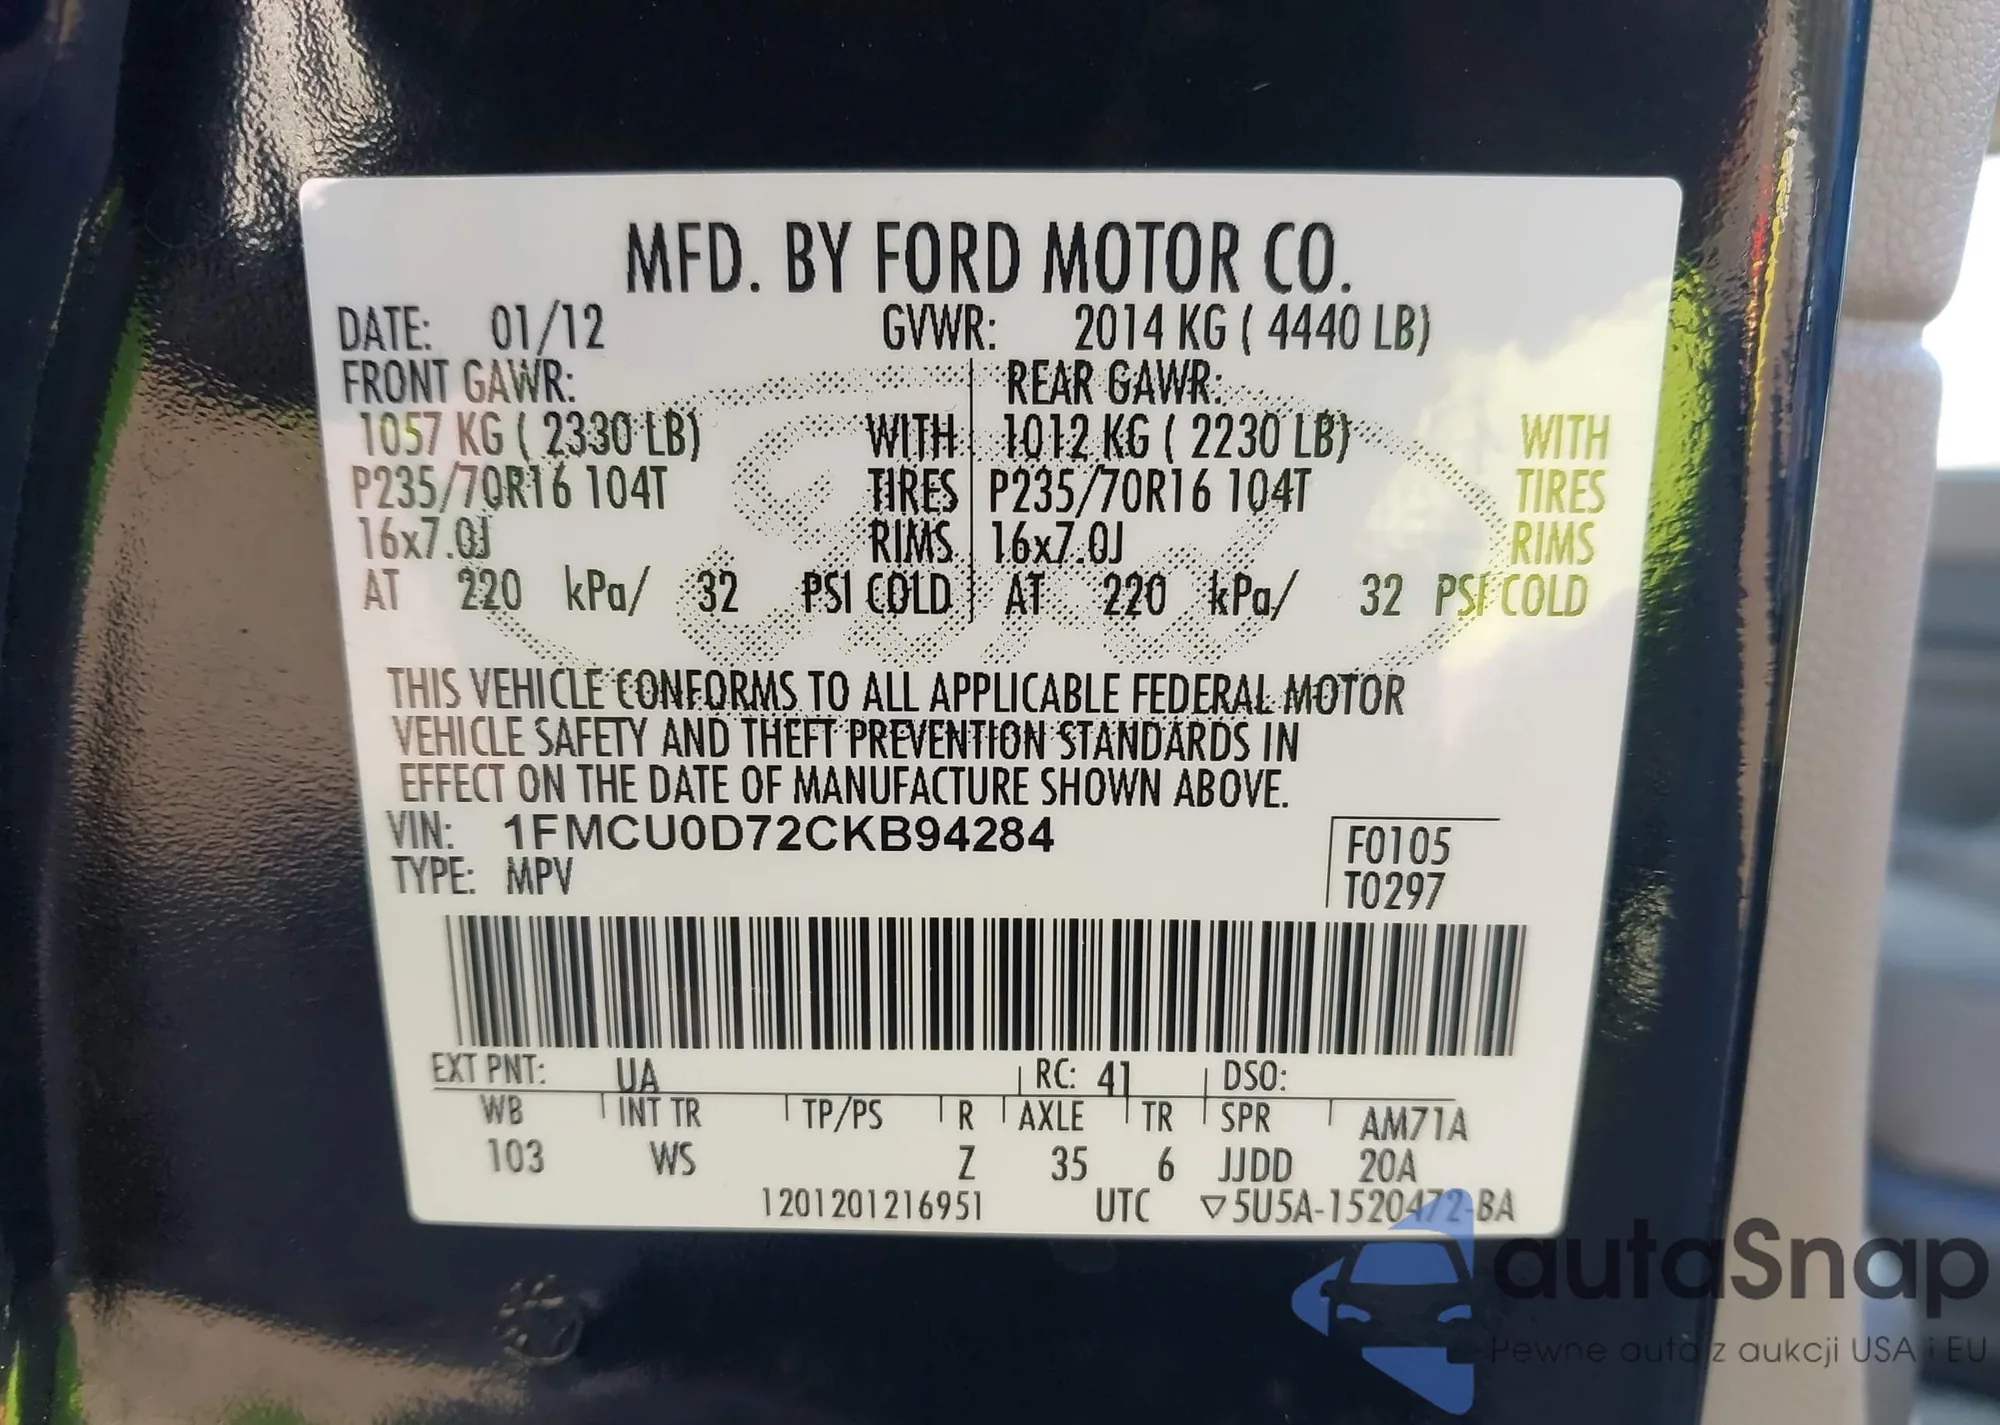 MFD. BY FORD MOTOR CO.
DATE: 01/12 GVWR: 2014 KG ( 4440 LB)
FRONT GAWR: REAR GAWR:
1057 KG ( 2330 LB) WITH 1012 KG ( 2230 LB) WITH
P235/70R16 104T TIRES P235/70R16 104T TIRES
16x7.0J RIMS 16x7.0J RIMS
AT 220 kPa/ 32 PSI COLD AT 220 kPa/ 32 PSI COLD
THIS VEHICLE CONFORMS TO ALL APPLICABLE FEDERAL MOTOR
VEHICLE SAFETY AND THEFT PREVENTION STANDARDS IN
EFFECT ON THE DATE OF MANUFACTURE SHOWN ABOVE.
VIN: 1FMCU0D72CKB94284 F0105
TYPE: MPV T0297
EXT PNT: UA RC: 41 DSO:
WB INT TR TP/PS R AXLE TR SPR AM71A
103 WS Z 35 6 JJDD 20A
1201201216951 UTC ▽5U5A-1520472-BA
autaSnap
Pewne auta z aukcji USA i EU